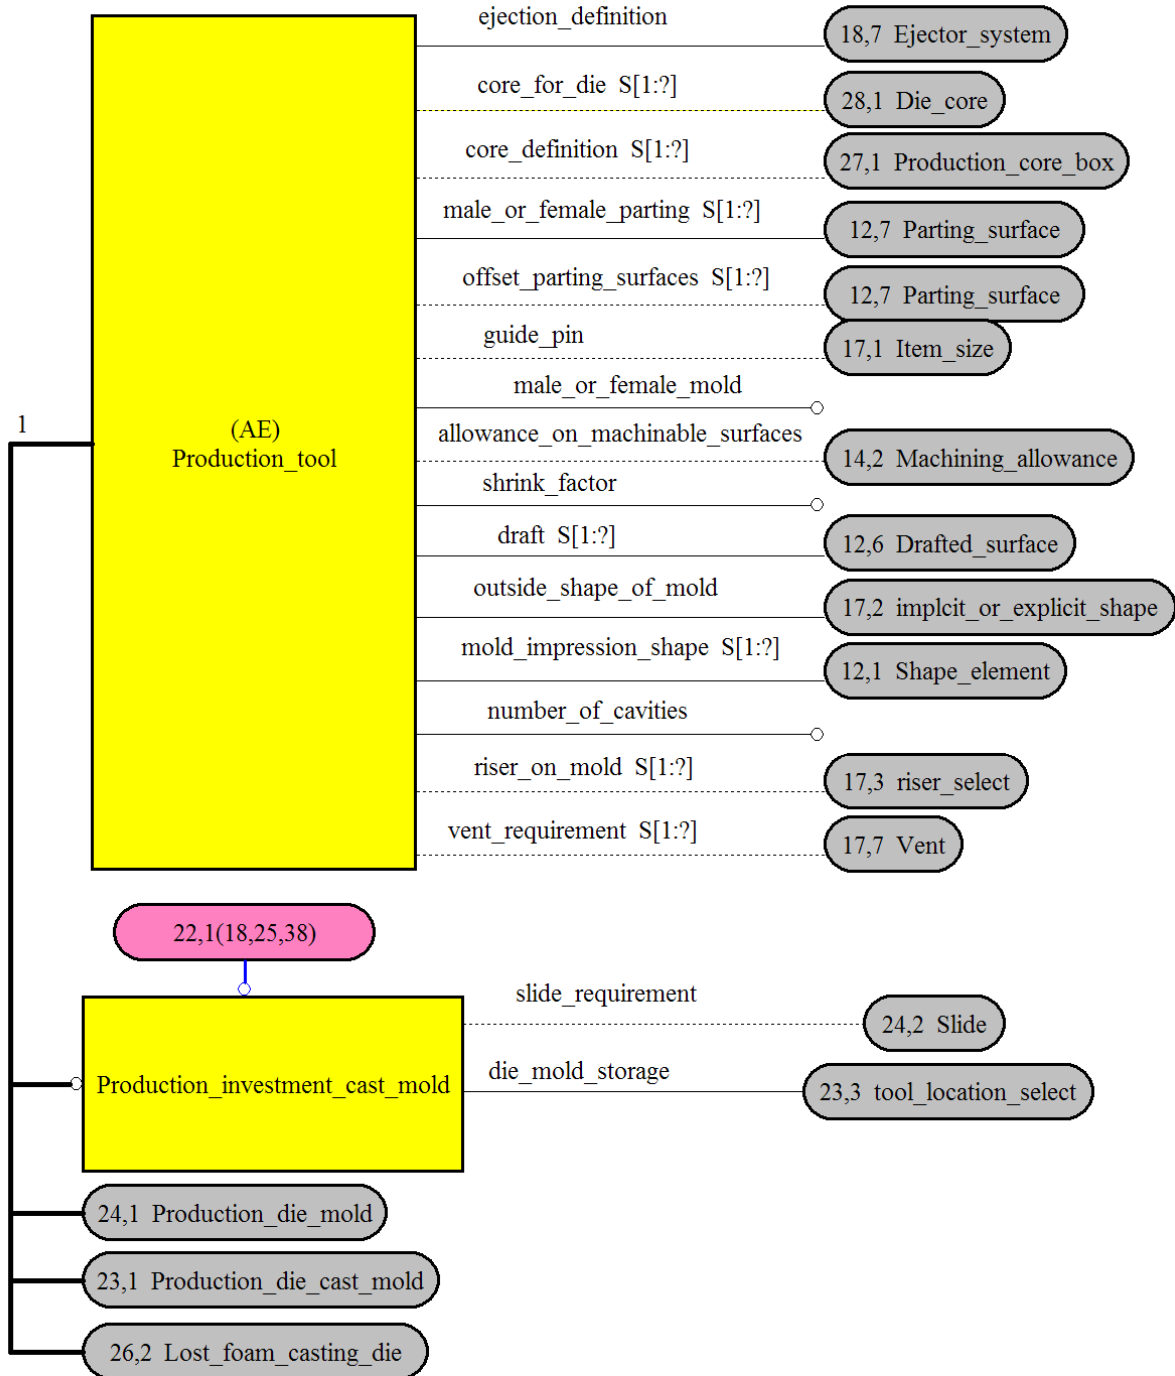 ejection_definition
18,7 Ejector_system
core_for_die S[1:?]
28,1 Die_core
core_definition S[1:?]
27,1 Production_core_box
male_or_female_parting S[1:?]
12,7 Parting_surface
offset_parting_surfaces S[1:?]
12,7 Parting_surface
guide_pin
17,1 Item_size
male_or_female_mold
1
(AE)
Production_tool
allowance_on_machinable_surfaces
14,2 Machining_allowance
shrink_factor
draft S[1:?]
12,6 Drafted_surface
outside_shape_of_mold
17,2 implcit_or_explicit_shape
mold_impression_shape S[1:?]
12,1 Shape_element
number_of_cavities
riser_on_mold S[1:?]
17,3 riser_select
vent_requirement S[1:?]
17,7 Vent
22,1(18,25,38)
slide_requirement
24,2 Slide
Production_investment_cast_mold
die_mold_storage
23,3 tool_location_select
24,1 Production_die_mold
23,1 Production_die_cast_mold
26,2 Lost_foam_casting_die